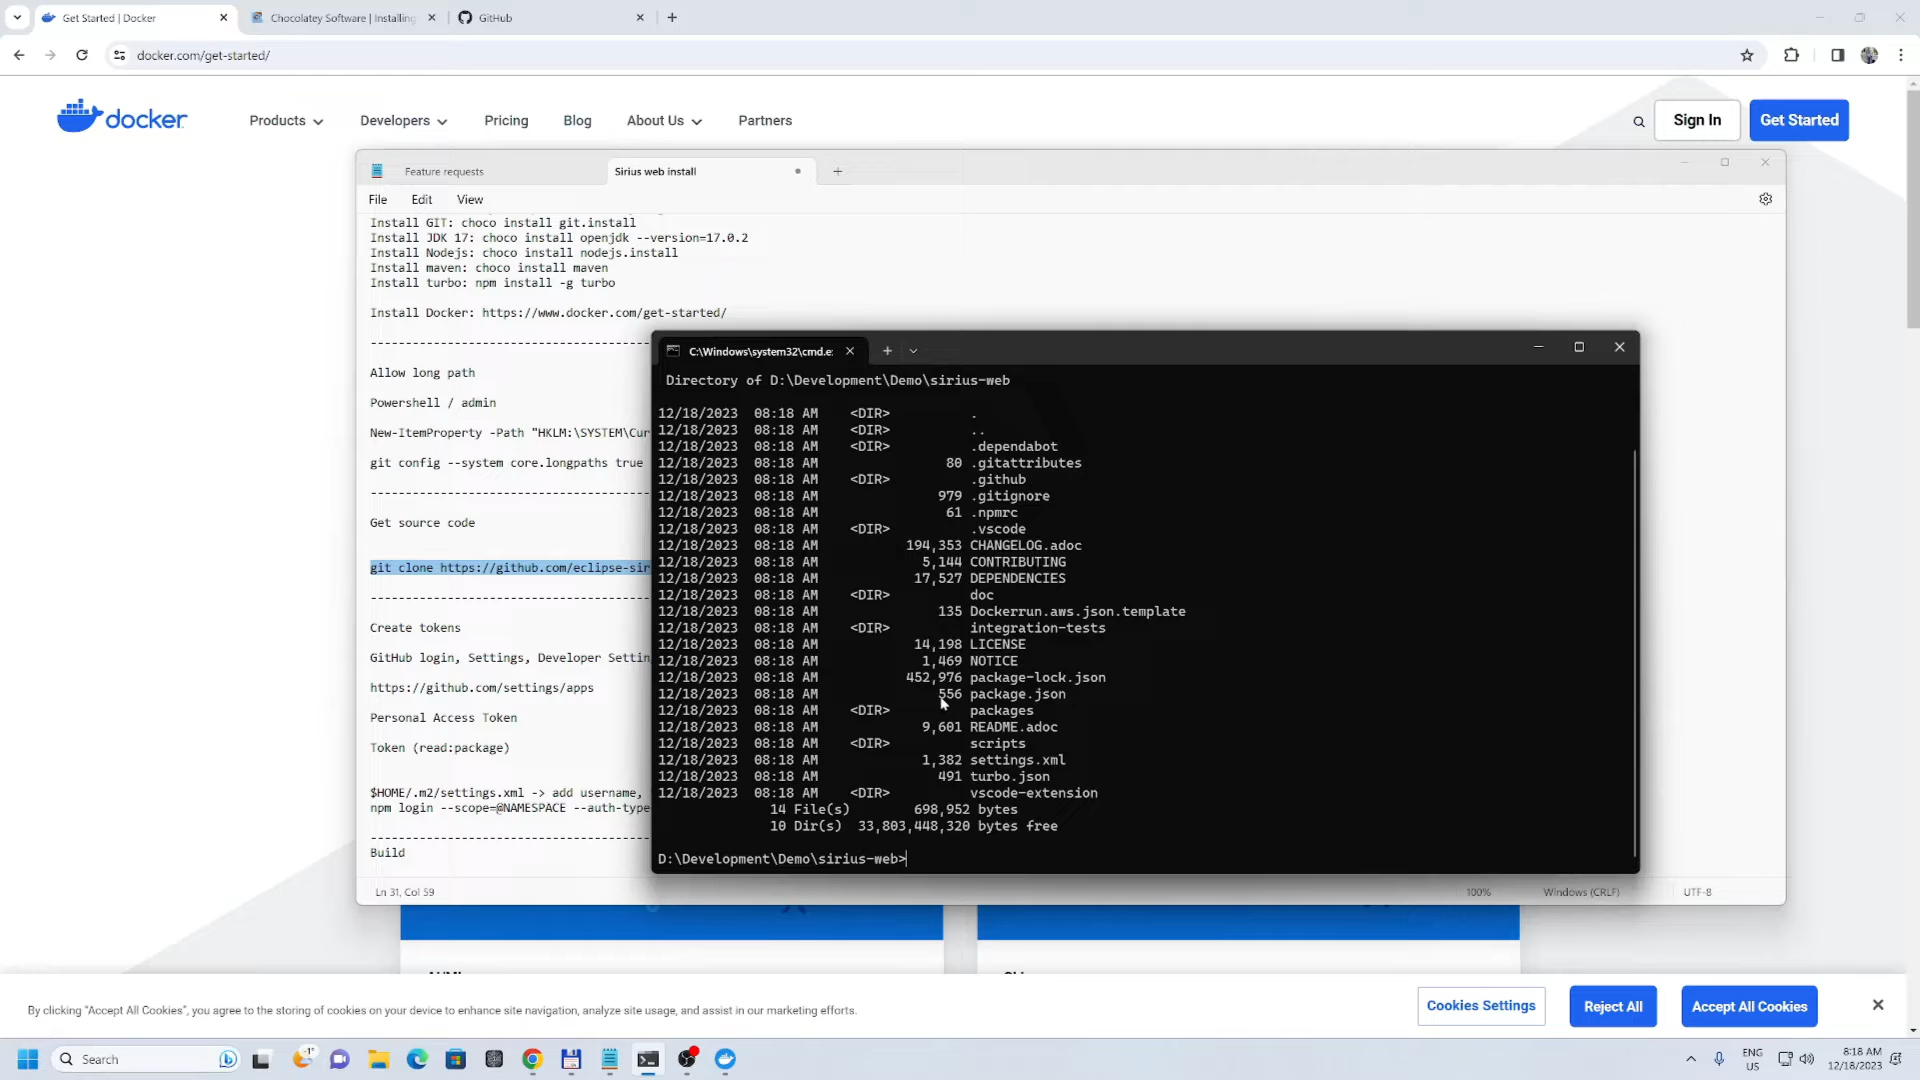 Get Started | Docker
Chocolatey Software | Installing
GitHub
docker.com/get-started/
docker
Products
Developers
Pricing
Blog
About Us
Partners
Sign In
Get Started
Feature requests
Sirius web install
File
Edit
View
Install GIT: choco install git.install
Install JDK 17: choco install openjdk --version=17.0.2
Install Nodejs: choco install nodejs.install
Install maven: choco install maven
Install turbo: npm install -g turbo
Install Docker: https://www.docker.com/get-started/
Allow long path
Powershell / admin
New-ItemProperty -Path "HKLM:\SYSTEM\Cur
git config --system core.longpaths true
Get source code
git clone https://github.com/eclipse-sir
Create tokens
GitHub login, Settings, Developer Settin
https://github.com/settings/apps
Personal Access Token
Token (read:package)
$HOME/.m2/settings.xml -> add username,
npm login --scope=@NAMESPACE --auth-type
Build
Ln 31, Col 59
100%
Windows (CRLF)
UTF-8
C:\Windows\system32\cmd.e:
Directory of D:\Development\Demo\sirius-web
12/18/2023 08:18 AM <DIR> .
12/18/2023 08:18 AM <DIR> ..
12/18/2023 08:18 AM <DIR> .dependabot
12/18/2023 08:18 AM 80 .gitattributes
12/18/2023 08:18 AM <DIR> .github
12/18/2023 08:18 AM 979 .gitignore
12/18/2023 08:18 AM 61 .npmrc
12/18/2023 08:18 AM <DIR> .vscode
12/18/2023 08:18 AM 194,353 CHANGELOG.adoc
12/18/2023 08:18 AM 5,144 CONTRIBUTING
12/18/2023 08:18 AM 17,527 DEPENDENCIES
12/18/2023 08:18 AM <DIR> doc
12/18/2023 08:18 AM 135 Dockerrun.aws.json.template
12/18/2023 08:18 AM <DIR> integration-tests
12/18/2023 08:18 AM 14,198 LICENSE
12/18/2023 08:18 AM 1,469 NOTICE
12/18/2023 08:18 AM 452,976 package-lock.json
12/18/2023 08:18 AM 556 package.json
12/18/2023 08:18 AM <DIR> packages
12/18/2023 08:18 AM 9,601 README.adoc
12/18/2023 08:18 AM <DIR> scripts
12/18/2023 08:18 AM 1,382 settings.xml
12/18/2023 08:18 AM 491 turbo.json
12/18/2023 08:18 AM <DIR> vscode-extension
14 File(s) 698,952 bytes
10 Dir(s) 33,803,448,320 bytes free
D:\Development\Demo\sirius-web>
By clicking "Accept All Cookies", you agree to the storing of cookies on your device to enhance site navigation, analyze site usage, and assist in our marketing efforts.
Cookies Settings
Reject All
Accept All Cookies
Search
-1°
ENG
US
8:18 AM
12/18/2023